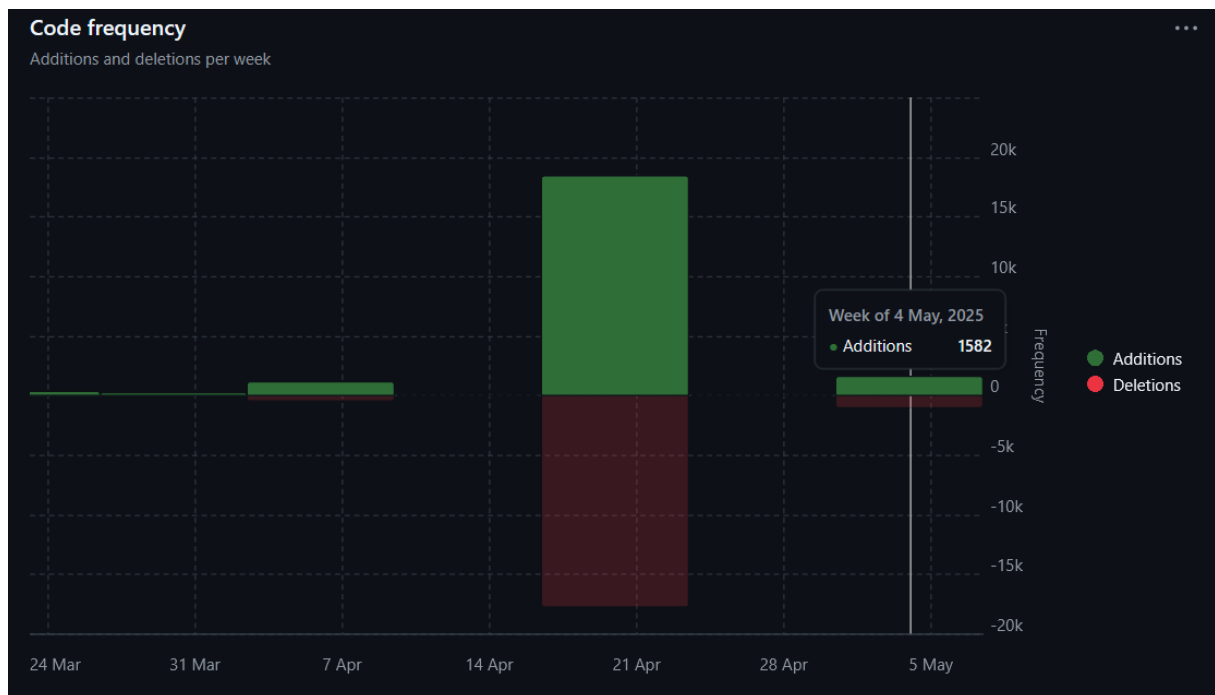 Code frequency
Additions and deletions per week
20k
15k
10k
Week of 4 May, 2025
Additions 1582
Frequency
0
Additions
Deletions
-5k
-10k
-15k
-20k
24 Mar 31 Mar 7 Apr 14 Apr 21 Apr 28 Apr 5 May